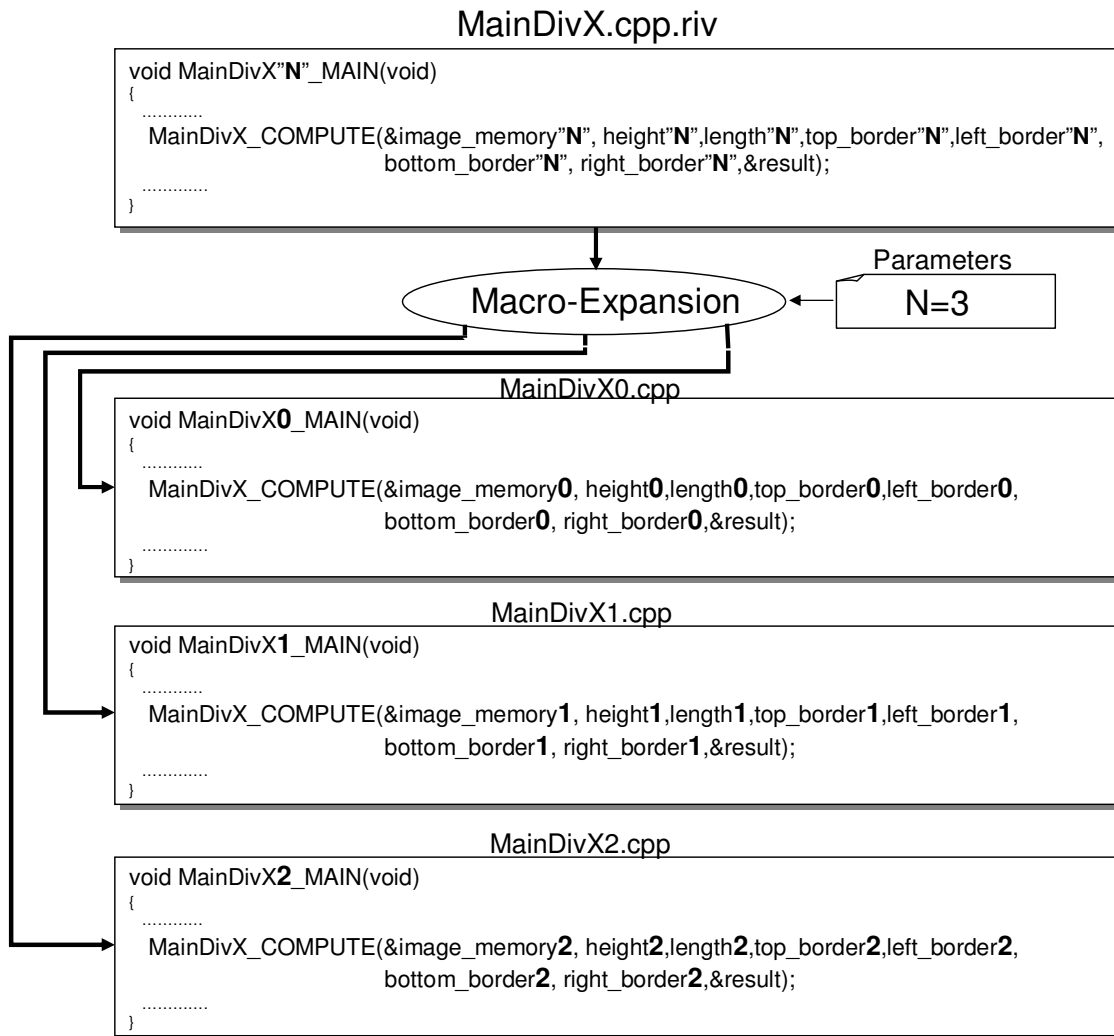 MainDivX.cpp.riv
void MainDivX”N”_MAIN(void)
{
............
MainDivX_COMPUTE(&image_memory”N”, height”N”,length”N”,top_border”N”,left_border”N”,
bottom_border”N”, right_border”N”,&result);
.............
}
Parameters
Macro-Expansion
N=3
MainDivX0.cpp
void MainDivX0_MAIN(void)
{
............
MainDivX_COMPUTE(&image_memory0, height0,length0,top_border0,left_border0,
bottom_border0, right_border0,&result);
.............
}
MainDivX1.cpp
void MainDivX1_MAIN(void)
{
............
MainDivX_COMPUTE(&image_memory1, height1,length1,top_border1,left_border1,
bottom_border1, right_border1,&result);
.............
}
MainDivX2.cpp
void MainDivX2_MAIN(void)
{
............
MainDivX_COMPUTE(&image_memory2, height2,length2,top_border2,left_border2,
bottom_border2, right_border2,&result);
.............
}